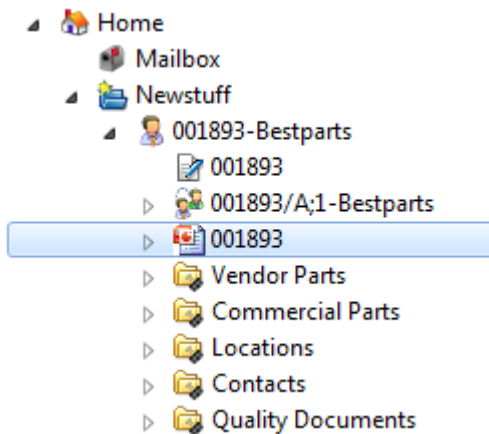 Home
Mailbox
Newstuff
001893-Bestparts
001893
001893/A;1-Bestparts
001893
Vendor Parts
Commercial Parts
Locations
Contacts
Quality Documents